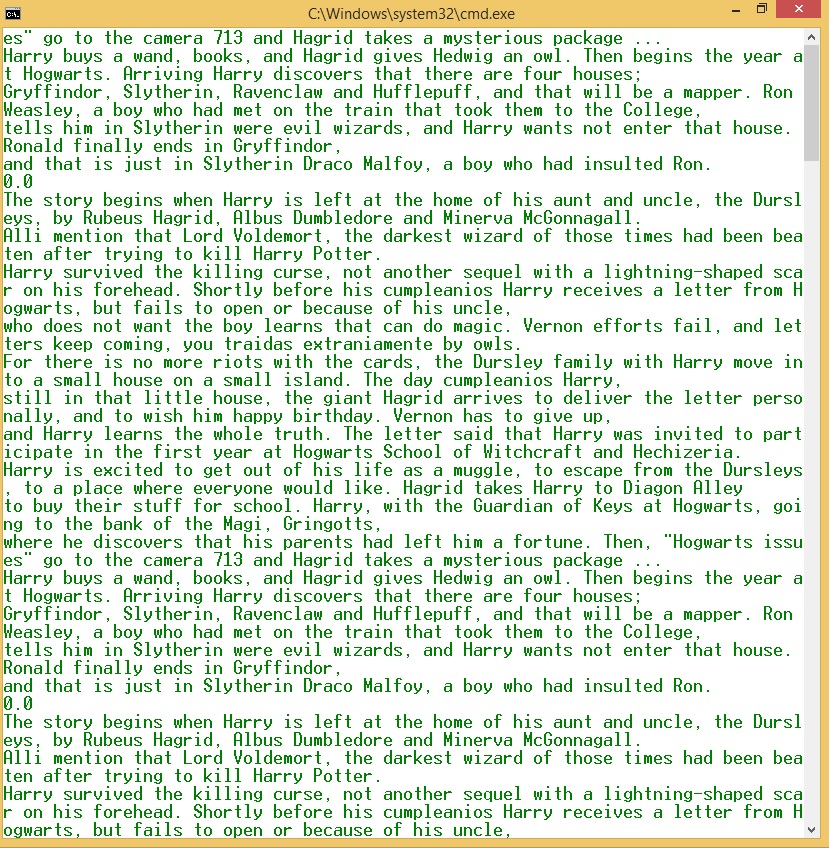 C:\Windows\system32\cmd.exe
es" go to the camera 713 and Hagrid takes a mysterious package ...
Harry buys a wand, books, and Hagrid gives Hedwig an owl. Then begins the year a
t Hogwarts. Arriving Harry discovers that there are four houses;
Gryffindor, Slytherin, Ravenclaw and Hufflepuff, and that will be a mapper. Ron
Weasley, a boy who had met on the train that took them to the College,
tells him in Slytherin were evil wizards, and Harry wants not enter that house.
Ronald finally ends in Gryffindor,
and that is just in Slytherin Draco Malfoy, a boy who had insulted Ron.
0.0
The story begins when Harry is left at the home of his aunt and uncle, the Dursl
eys, by Rubeus Hagrid, Albus Dumbledore and Minerva McGonnagall.
Alli mention that Lord Voldemort, the darkest wizard of those times had been bea
ten after trying to kill Harry Potter.
Harry survived the killing curse, not another sequel with a lightning-shaped sca
r on his forehead. Shortly before his cumpleanios Harry receives a letter from H
ogwarts, but fails to open or because of his uncle,
who does not want the boy learns that can do magic. Vernon efforts fail, and let
ters keep coming, you traidas extraniamente by owls.
For there is no more riots with the cards, the Dursley family with Harry move in
to a small house on a small island. The day cumpleanios Harry,
still in that little house, the giant Hagrid arrives to deliver the letter perso
nally, and to wish him happy birthday. Vernon has to give up,
and Harry learns the whole truth. The letter said that Harry was invited to part
icipate in the first year at Hogwarts School of Witchcraft and Hechizeria.
Harry is excited to get out of his life as a muggle, to escape from the Dursleys
, to a place where everyone would like. Hagrid takes Harry to Diagon Alley
to buy their stuff for school. Harry, with the Guardian of Keys at Hogwarts, goi
ng to the bank of the Magi, Gringotts,
where he discovers that his parents had left him a fortune. Then, "Hogwarts issu
es" go to the camera 713 and Hagrid takes a mysterious package ...
Harry buys a wand, books, and Hagrid gives Hedwig an owl. Then begins the year a
t Hogwarts. Arriving Harry discovers that there are four houses;
Gryffindor, Slytherin, Ravenclaw and Hufflepuff, and that will be a mapper. Ron
Weasley, a boy who had met on the train that took them to the College,
tells him in Slytherin were evil wizards, and Harry wants not enter that house.
Ronald finally ends in Gryffindor,
and that is just in Slytherin Draco Malfoy, a boy who had insulted Ron.
0.0
The story begins when Harry is left at the home of his aunt and uncle, the Dursl
eys, by Rubeus Hagrid, Albus Dumbledore and Minerva McGonnagall.
Alli mention that Lord Voldemort, the darkest wizard of those times had been bea
ten after trying to kill Harry Potter.
Harry survived the killing curse, not another sequel with a lightning-shaped sca
r on his forehead. Shortly before his cumpleanios Harry receives a letter from H
ogwarts, but fails to open or because of his uncle,